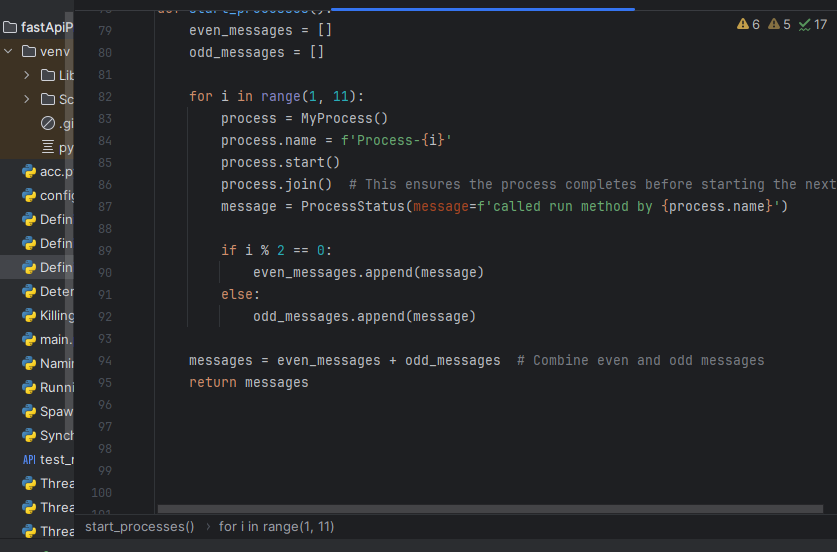 fastApiP
venv
Lib
Sc
.gi
py
acc.p
config
Defin
Defin
Defin
Deter
Killing
main.
Namin
Runni
Spaw
Synch
API test_r
Threa
Threa
Threa
6 5 17
79 even_messages = []
80 odd_messages = []
81
82 for i in range(1, 11):
83 process = MyProcess()
84 process.name = f'Process-{i}'
85 process.start()
86 process.join()  # This ensures the process completes before starting the next
87 message = ProcessStatus(message=f'called run method by {process.name}')
88
89 if i % 2 == 0:
90 even_messages.append(message)
91 else:
92 odd_messages.append(message)
93
94 messages = even_messages + odd_messages  # Combine even and odd messages
95 return messages
96
97
98
99
100
start_processes() › for i in range(1, 11)